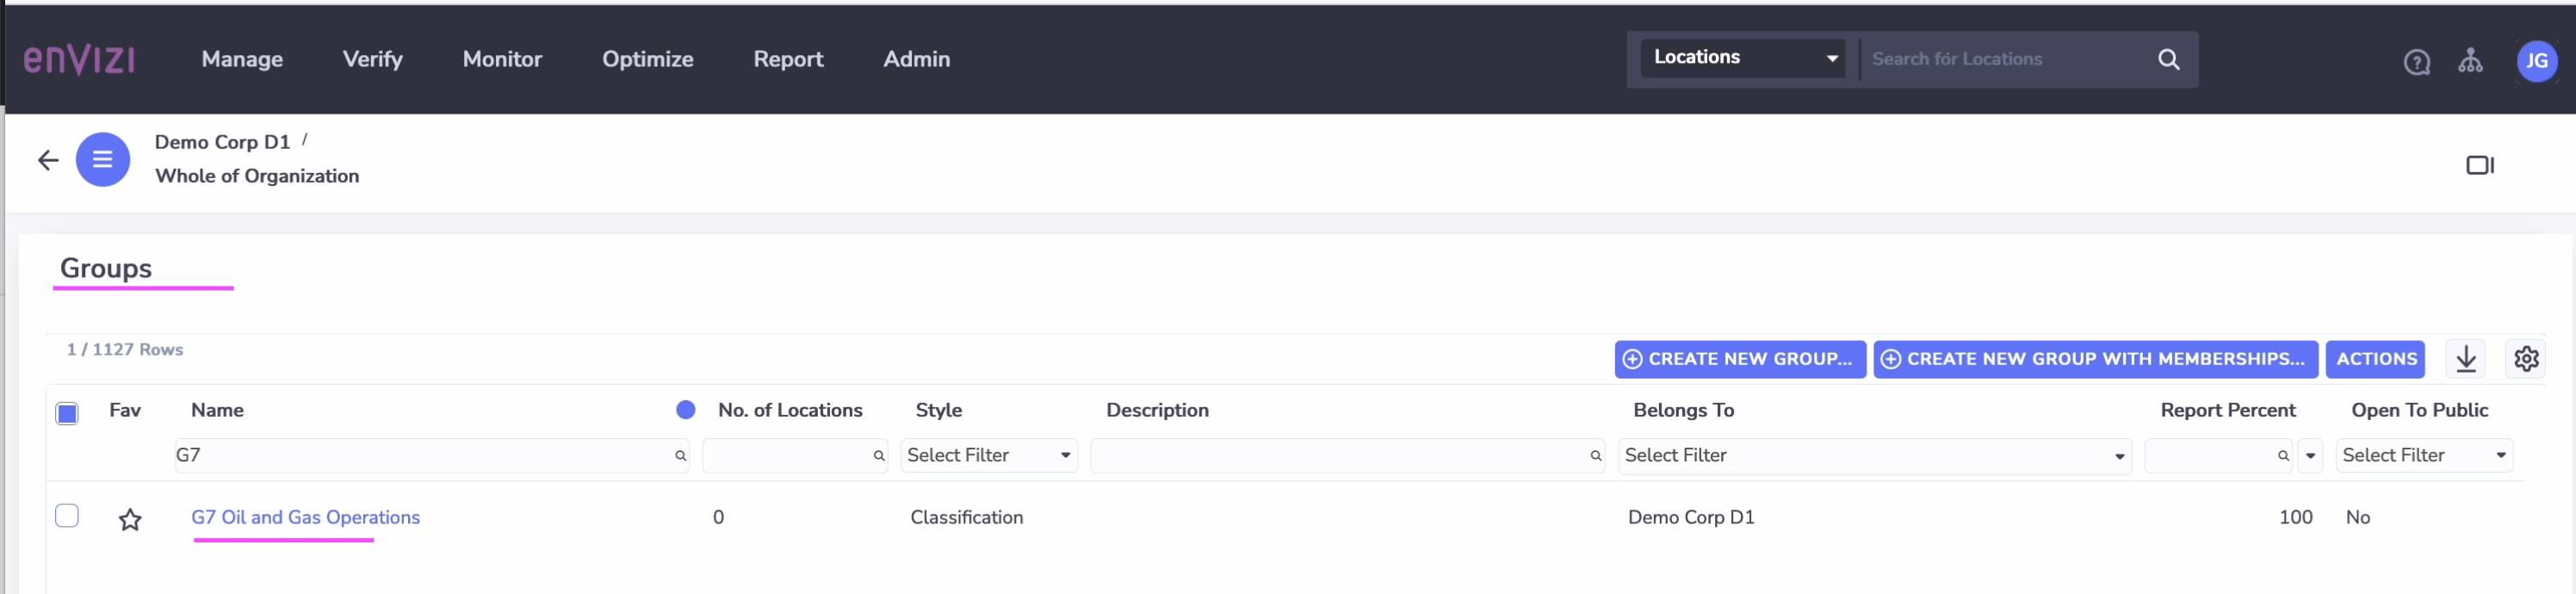 enVIZI Manage Verify Monitor Optimize Report Admin Locations Search for Locations JG
Demo Corp D1 /
Whole of Organization
Groups
1 / 1127 Rows CREATE NEW GROUP... CREATE NEW GROUP WITH MEMBERSHIPS... ACTIONS
Fav Name No. of Locations Style Description Belongs To Report Percent Open To Public
G7 Select Filter Select Filter Select Filter
G7 Oil and Gas Operations 0 Classification Demo Corp D1 100 No